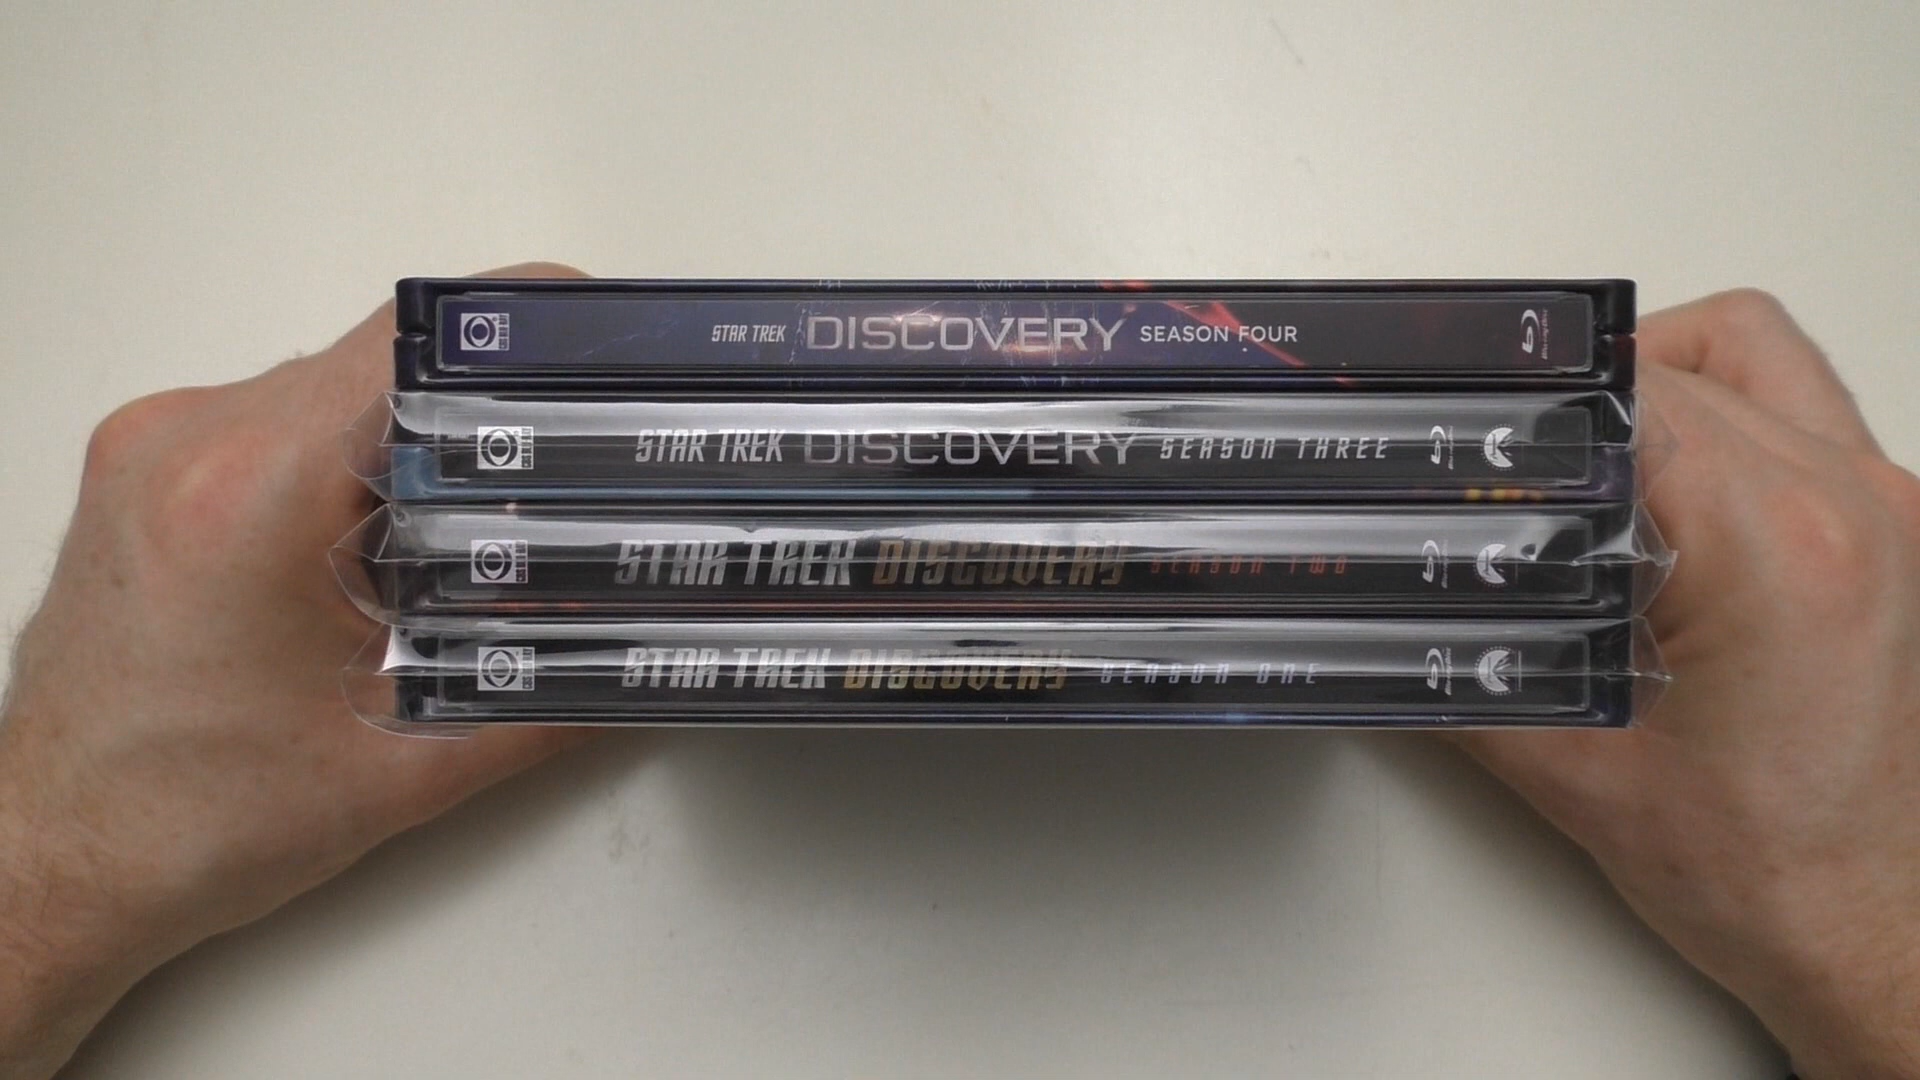 STAR TREK DISCOVERY SEASON FOUR
STAR TREK DISCOVERY SEASON THREE
STAR TREK DISCOVERY SEASON TWO
STAR TREK DISCOVERY SEASON ONE